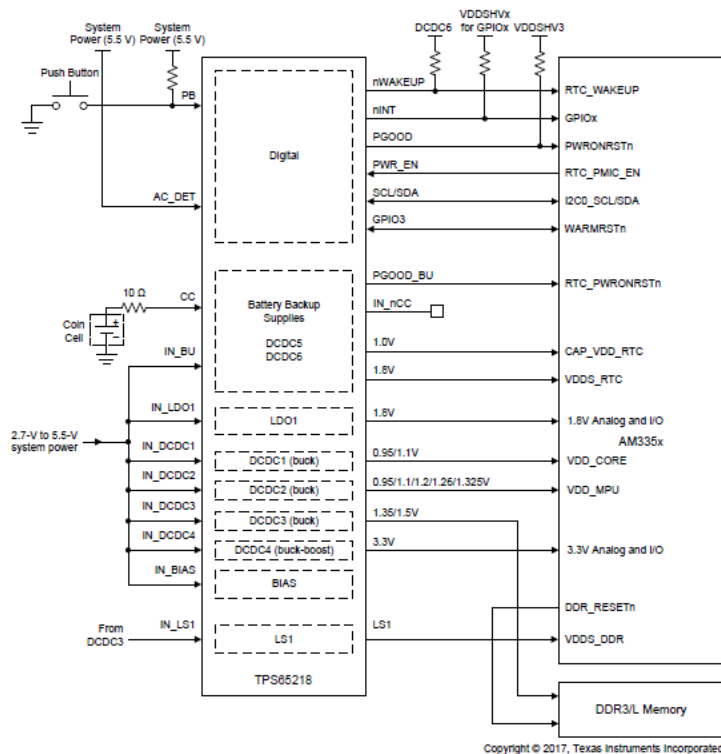 System
Power (5.5 V)
System
Power (5.5 V)
DCDC6
VDDSHVx
for GPIOx
VDDSHV3
Push Button
PB
Digital
nWAKEUP
RTC_WAKEUP
nINT
GPIOx
PGOOD
PWRONRSTn
PWR_EN
RTC_PMIC_EN
AC_DET
SCL/SDA
I2C0_SCL/SDA
GPIO3
WARMRSTn
10 Ω
CC
Coin
Cell
+
–
Battery Backup
Supplies
DCDC5
DCDC6
PGOOD_BU
RTC_PWRONRSTn
IN_nCC
IN_BU
1.0V
CAP_VDD_RTC
1.8V
VDDS_RTC
IN_LDO1
LDO1
1.8V
1.8V Analog and I/O
2.7-V to 5.5-V
system power
AM335x
IN_DCDC1
DCDC1 (buck)
0.95/1.1V
VDD_CORE
IN_DCDC2
DCDC2 (buck)
0.95/1.1/1.2/1.26/1.325V
VDD_MPU
IN_DCDC3
DCDC3 (buck)
1.35/1.5V
IN_DCDC4
DCDC4 (buck-boost)
3.3V
3.3V Analog and I/O
IN_BIAS
BIAS
DDR_RESETn
From
DCDC3
IN_LS1
LS1
LS1
VDDS_DDR
TPS65218
DDR3/L Memory
Copyright © 2017, Texas Instruments Incorporated